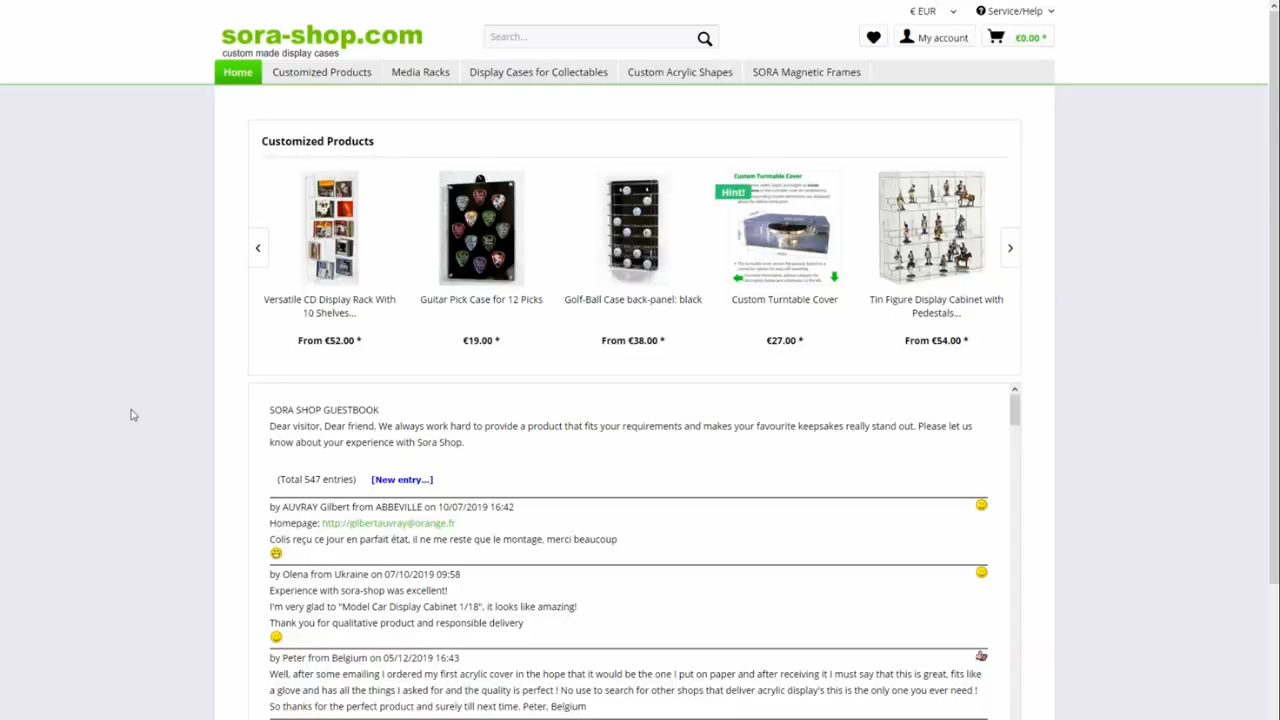 € EUR
Service/Help
sora-shop.com
custom made display cases
Search...
My account
€0.00 *
Home
Customized Products
Media Racks
Display Cases for Collectables
Custom Acrylic Shapes
SORA Magnetic Frames
Customized Products
Custom Turntable Cover
Hint!
Versatile CD Display Rack With
10 Shelves...
From €52.00 *
Guitar Pick Case for 12 Picks
€19.00 *
Golf-Ball Case back-panel: black
From €38.00 *
Custom Turntable Cover
€27.00 *
Tin Figure Display Cabinet with
Pedestals...
From €54.00 *
SORA SHOP GUESTBOOK
Dear visitor, Dear friend, We always work hard to provide a product that fits your requirements and makes your favourite keepsakes really stand out. Please let us
know about your experience with Sora Shop.
(Total 547 entries) [New entry...]
by AUVRAY Gilbert from ABBEVILLE on 10/07/2019 16:42
Homepage: http://gilbertauvray@orange.fr
Colis reçu ce jour en parfait état, il ne me reste que le montage, merci beaucoup
by Olena from Ukraine on 07/10/2019 09:58
Experience with sora-shop was excellent!
I'm very glad to "Model Car Display Cabinet 1/18", it looks like amazing!
Thank you for qualitative product and responsible delivery
by Peter from Belgium on 05/12/2019 16:43
Well, after some emailing I ordered my first acrylic cover in the hope that it would be the one I put on paper and after receiving it I must say that this is great, fits like
a glove and has all the things I asked for and the quality is perfect ! No use to search for other shops that deliver acrylic display's this is the only one you ever need !
So thanks for the perfect product and surely till next time. Peter, Belgium